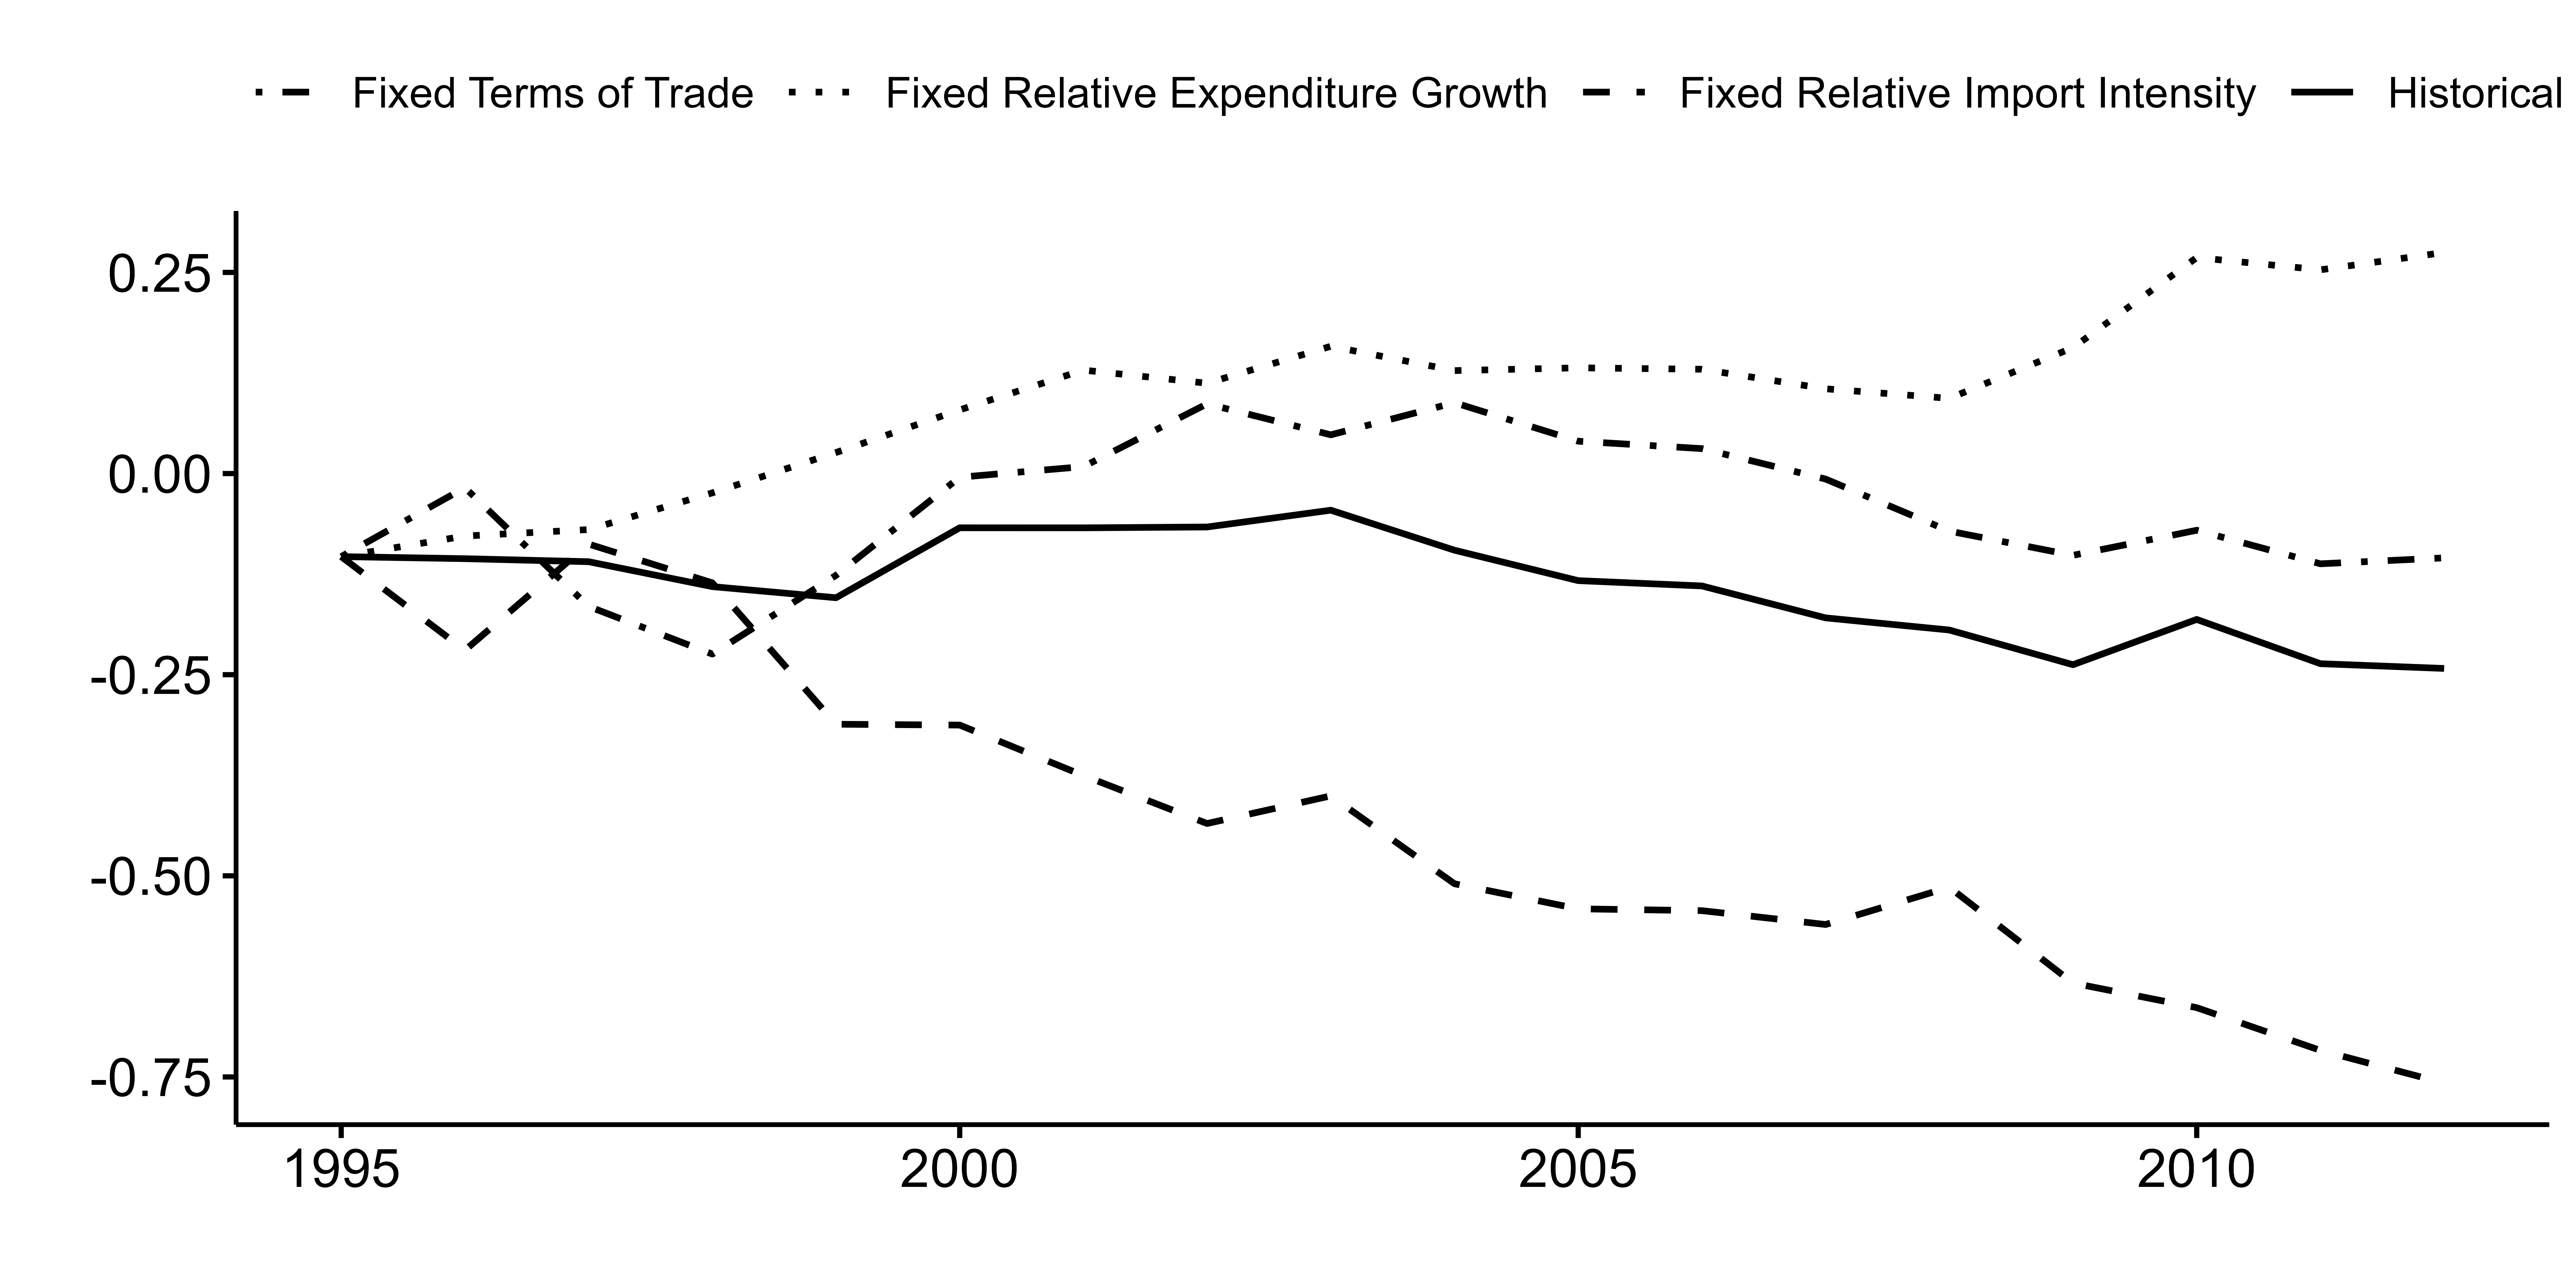 Fixed Terms of Trade Fixed Relative Expenditure Growth Fixed Relative Import Intensity Historical
0.25
0.00
-0.25
-0.50
-0.75
1995 2000 2005 2010